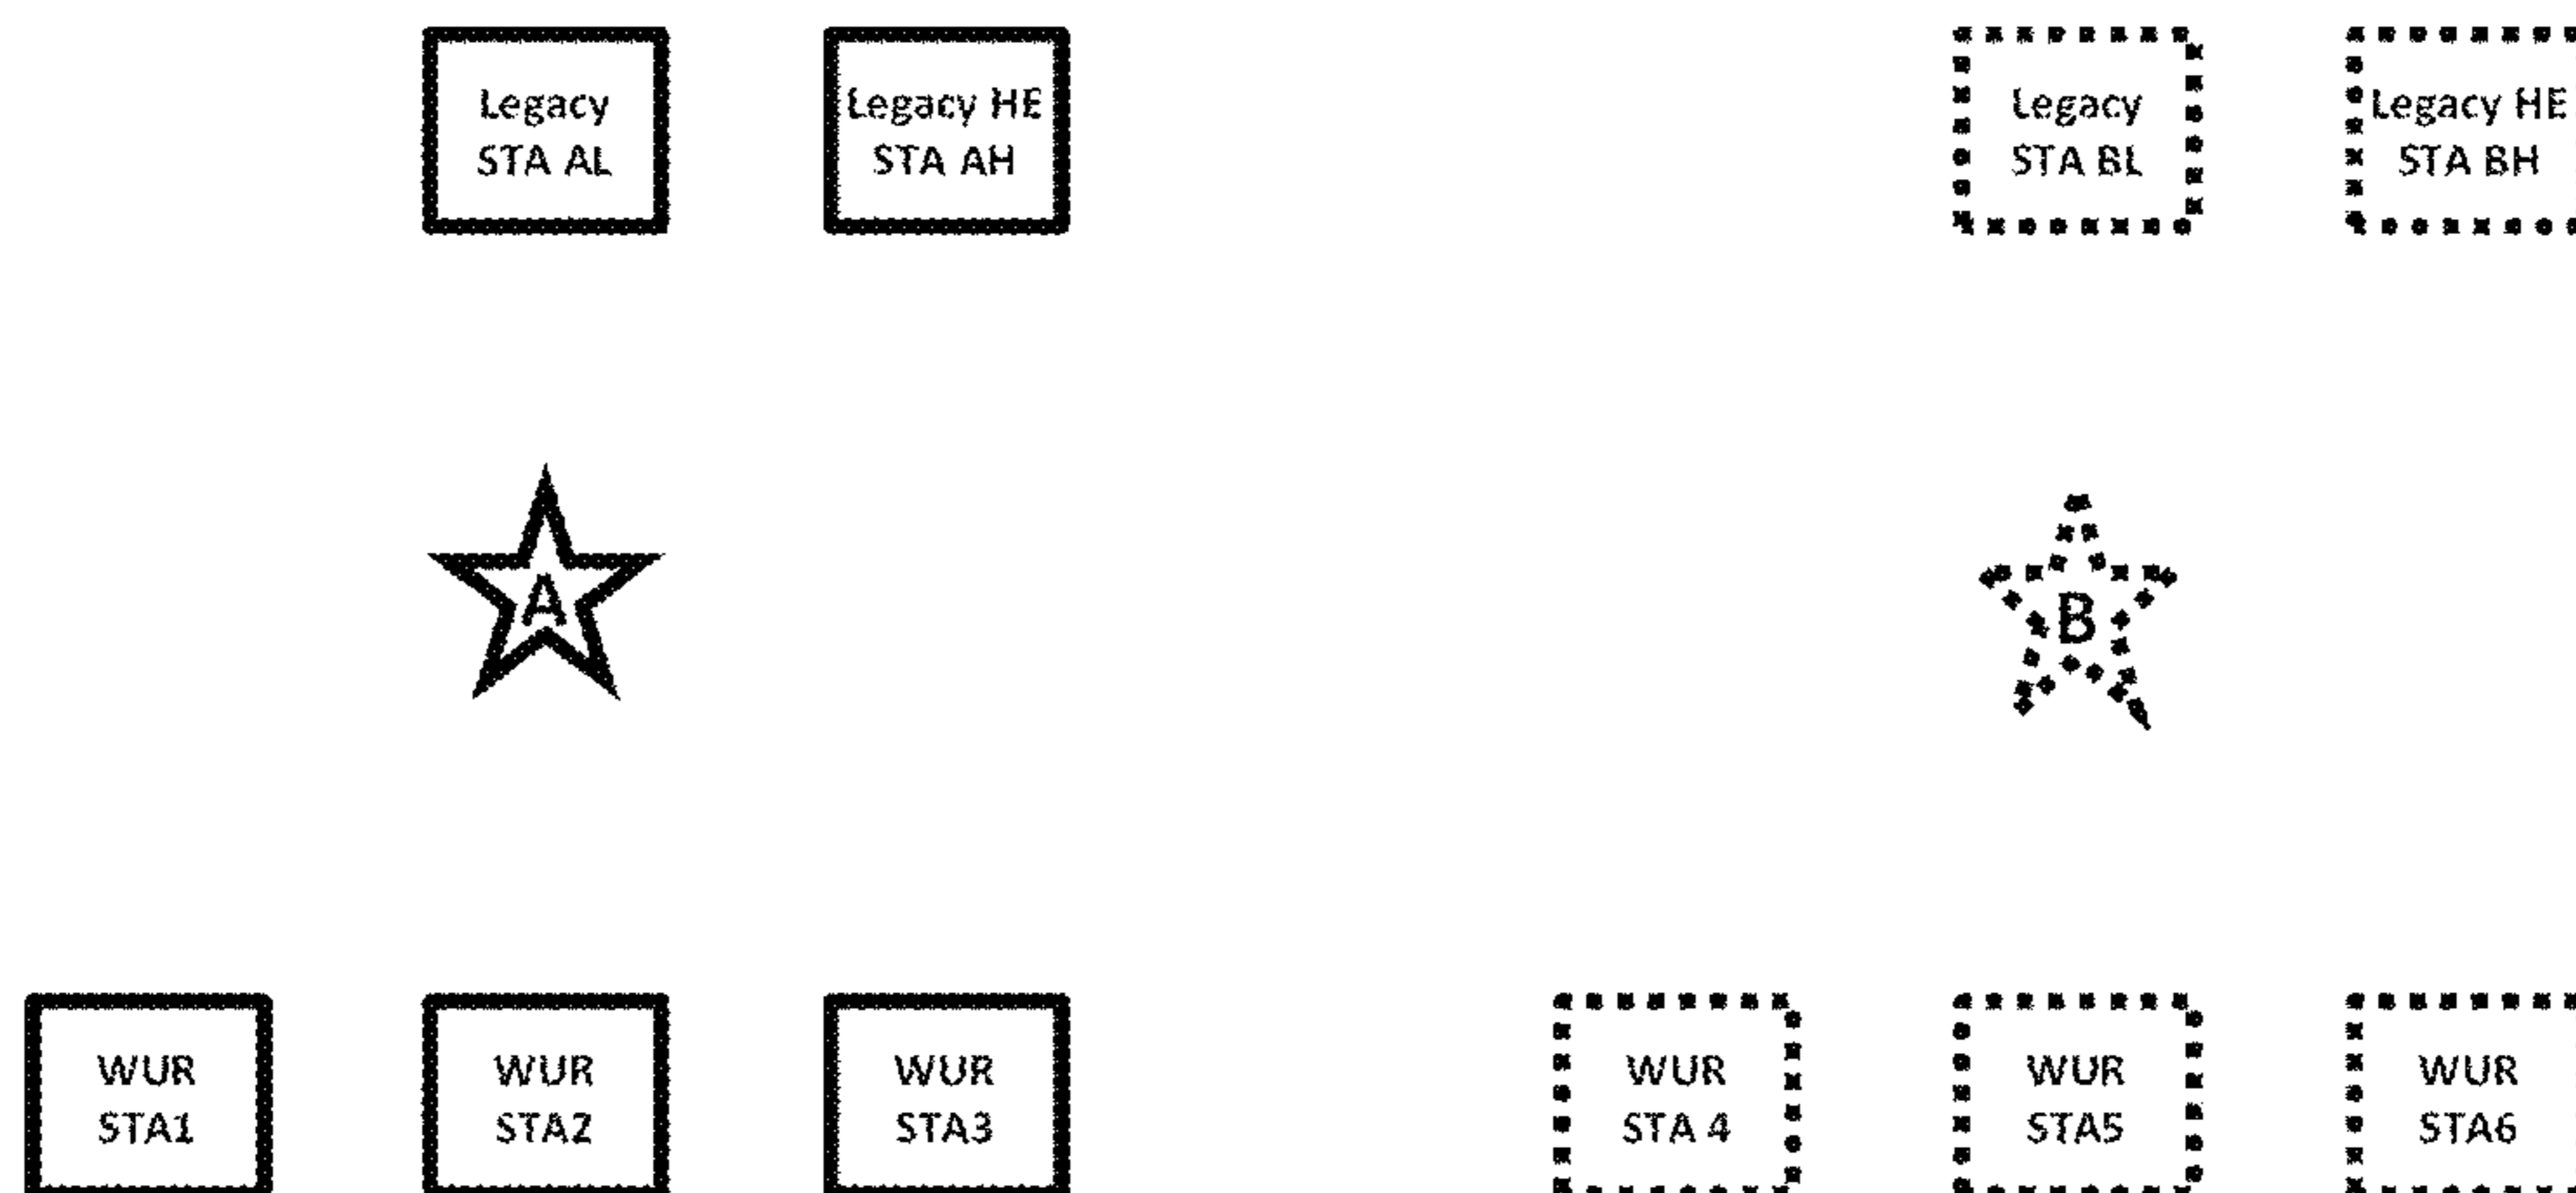 Legacy
STA AL
Legacy HE
STA AH
Legacy
STA BL
Legacy HE
STA BH
A
B
WUR
STA1
WUR
STA2
WUR
STA3
WUR
STA 4
WUR
STA5
WUR
STA6